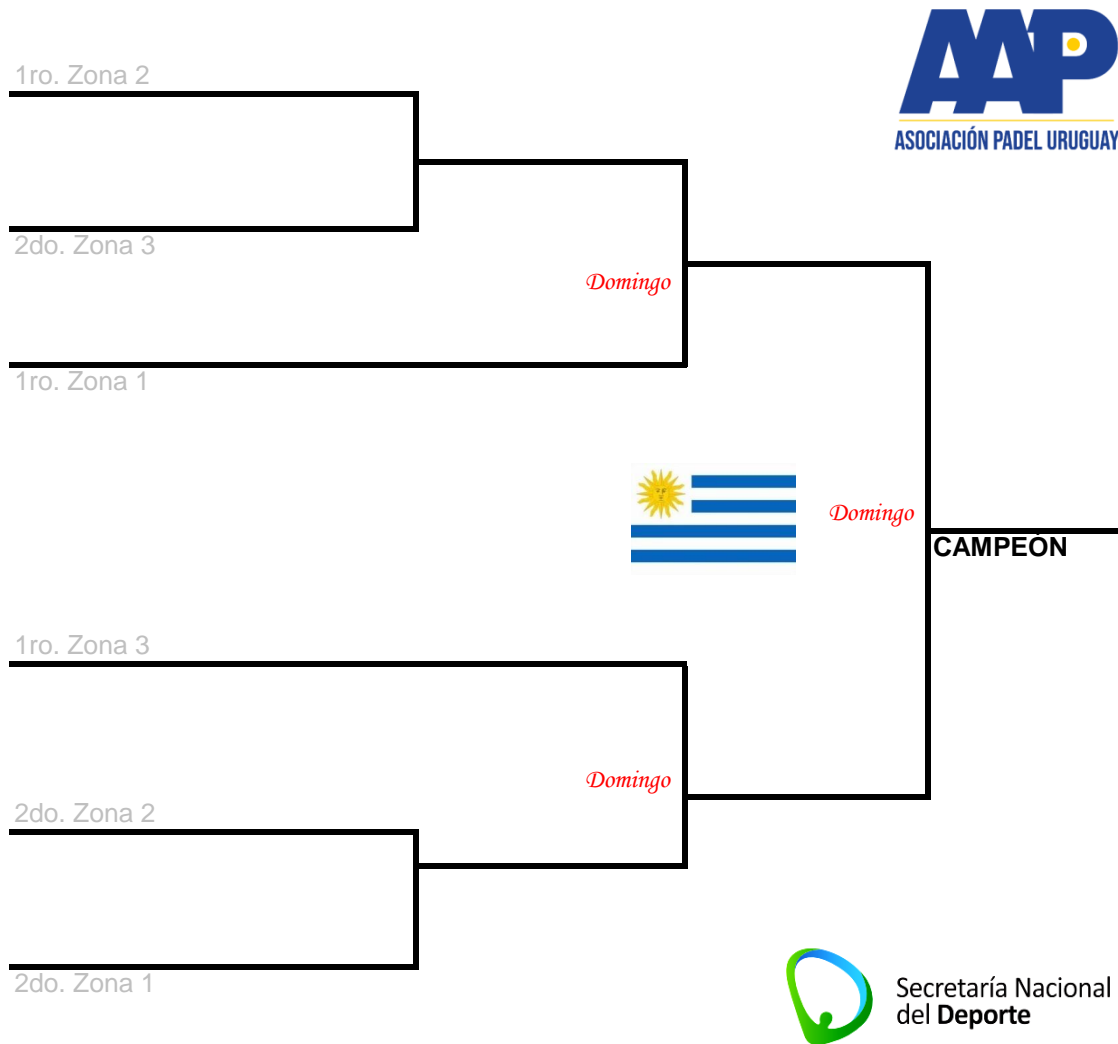 AAP
ASOCIACIÓN PADEL URUGUAY
1ro. Zona 2
2do. Zona 3
Domingo
1ro. Zona 1
Domingo
CAMPEÓN
1ro. Zona 3
Domingo
2do. Zona 2
2do. Zona 1
Secretaría Nacional
del Deporte